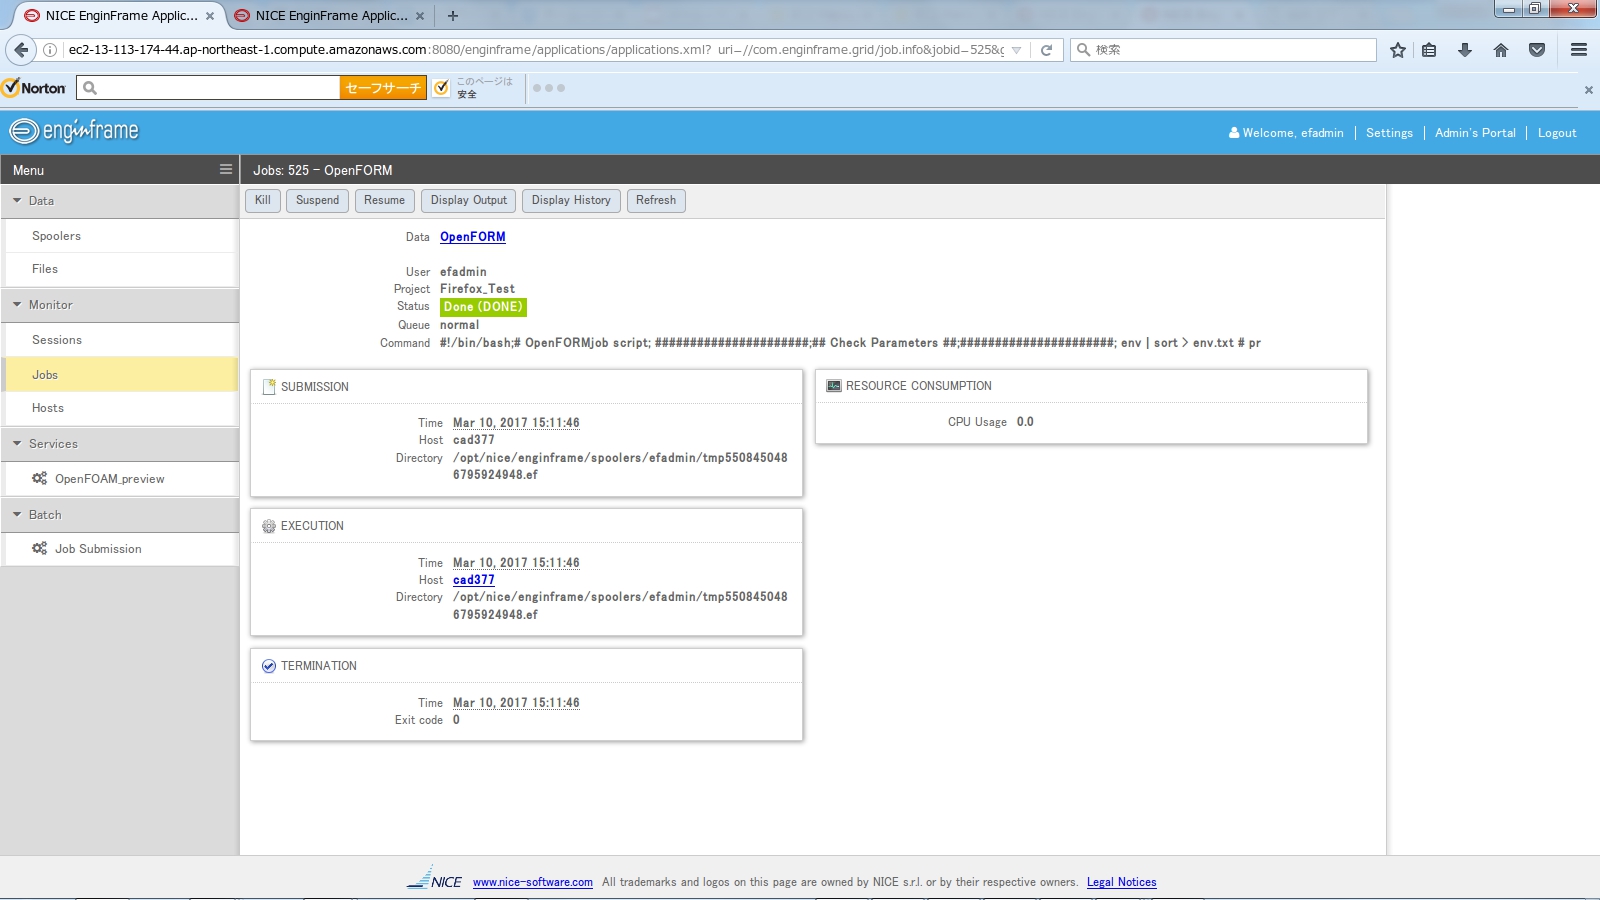 NICE EnginFrame Applic...
NICE EnginFrame Applic...
ec2-13-113-174-44.ap-northeast-1.compute.amazonaws.com:8080/enginframe/applications/applications.xml?_uri=//com.enginframe.grid/job.info&jobid=525&c
検索
Norton
セーフサーチ
このページは
安全
enginframe
Welcome, efadmin
Settings
Admin's Portal
Logout
Menu
Jobs: 525 - OpenFORM
Data
Spoolers
Files
Monitor
Sessions
Jobs
Hosts
Services
OpenFOAM_preview
Batch
Job Submission
Kill
Suspend
Resume
Display Output
Display History
Refresh
Data OpenFORM
User efadmin
Project Firefox_Test
Status Done (DONE)
Queue normal
Command #!/bin/bash;# OpenFORMjob script; ######################;## Check Parameters ##;######################; env | sort > env.txt # pr
SUBMISSION
Time Mar 10, 2017 15:11:46
Host cad377
Directory /opt/nice/enginframe/spoolers/efadmin/tmp550845048
6795924948.ef
EXECUTION
Time Mar 10, 2017 15:11:46
Host cad377
Directory /opt/nice/enginframe/spoolers/efadmin/tmp550845048
6795924948.ef
TERMINATION
Time Mar 10, 2017 15:11:46
Exit code 0
RESOURCE CONSUMPTION
CPU Usage 0.0
NICE
www.nice-software.com All trademarks and logos on this page are owned by NICE s.r.l. or by their respective owners. Legal Notices